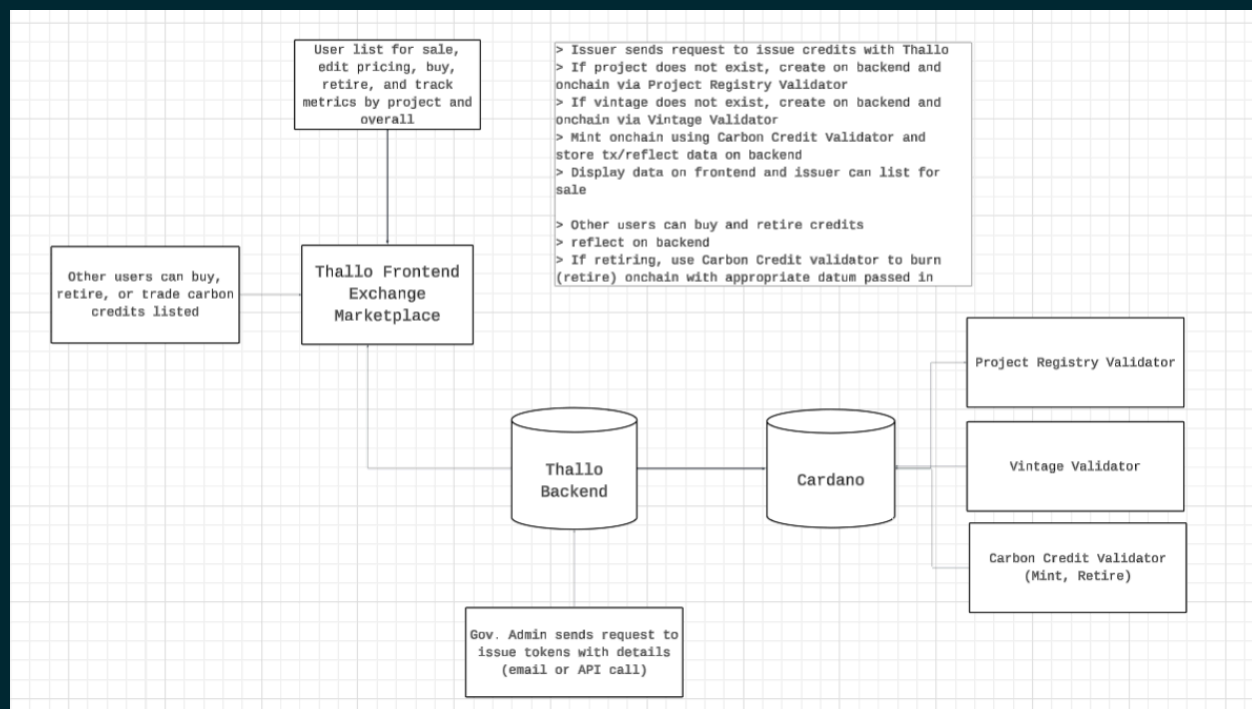 User list for sale,
edit pricing, buy,
retire, and track
metrics by project and
overall
> Issuer sends request to issue credits with Thallo
> If project does not exist, create on backend and
onchain via Project Registry Validator
> If vintage does not exist, create on backend and
onchain via Vintage Validator
> Mint onchain using Carbon Credit Validator and
store tx/reflect data on backend
> Display data on frontend and issuer can list for
sale
> Other users can buy and retire credits
> reflect on backend
> If retiring, use Carbon Credit validator to burn
(retire) onchain with appropriate datum passed in
Other users can buy,
retire, or trade carbon
credits listed
Thallo Frontend
Exchange
Marketplace
Project Registry Validator
Thallo
Backend
Cardano
Vintage Validator
Carbon Credit Validator
(Mint, Retire)
Gov. Admin sends request to
issue tokens with details
(email or API call)